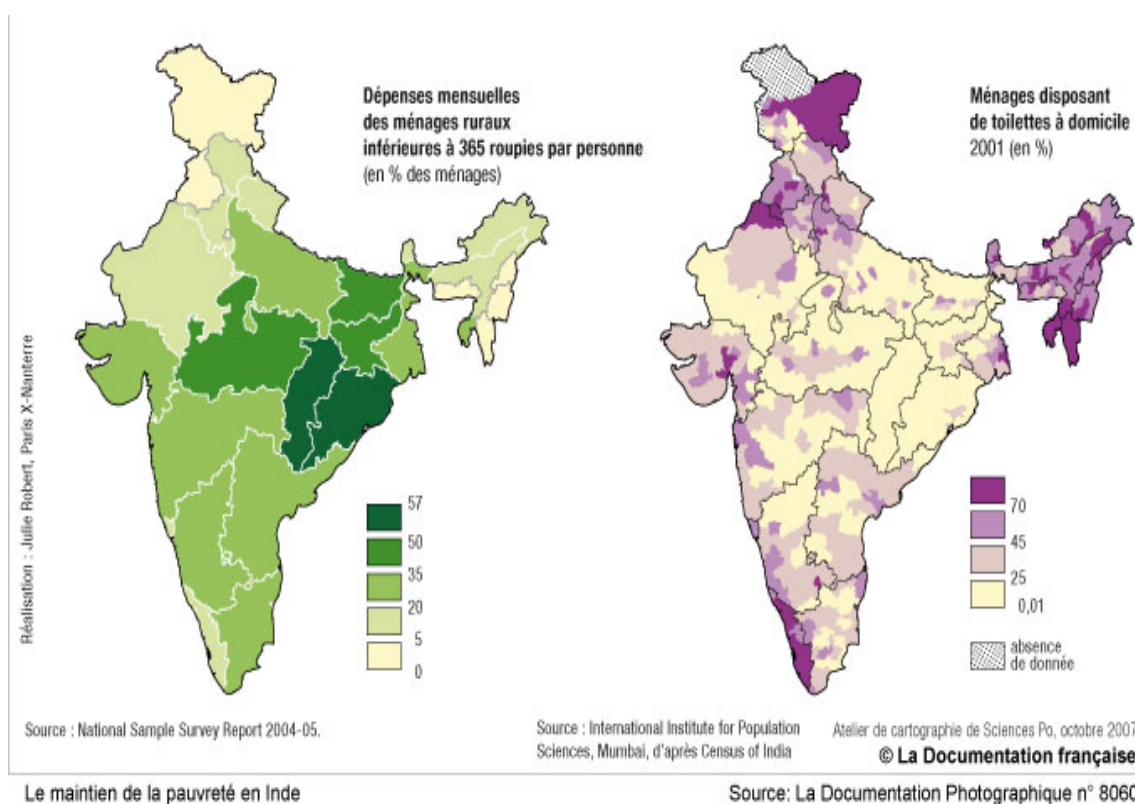 Dépenses mensuelles
des ménages ruraux
inférieures à 365 roupies par personne
(en % des ménages)
57
50
35
20
5
0
Réalisation : Julie Robert, Paris X-Nanterre
Source : National Sample Survey Report 2004-05.
Ménages disposant
de toilettes à domicile
2001 (en %)
70
45
25
0,01
absence
de donnée
Source : International Institute for Population
Sciences, Mumbai, d'après Census of India
Atelier de cartographie de Sciences Po, octobre 2007
© La Documentation française
Le maintien de la pauvreté en Inde
Source: La Documentation Photographique n° 8060